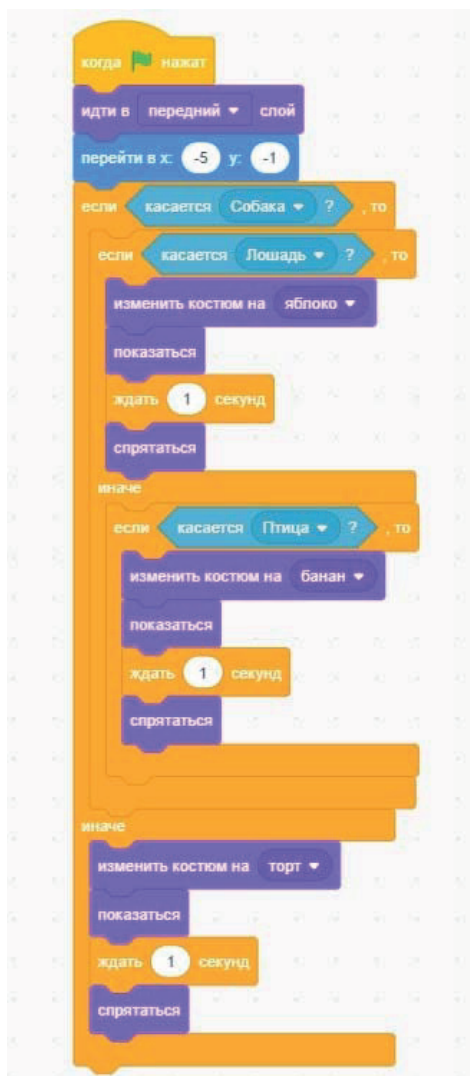 когда нажат
идти в передний слой
перейти в x: -5 y: -1
если касается Собака ? , то
если касается Лошадь ? , то
изменить костюм на яблоко
показаться
ждать 1 секунд
спрятаться
иначе
если касается Птица ? , то
изменить костюм на банан
показаться
ждать 1 секунд
спрятаться
иначе
изменить костюм на торт
показаться
ждать 1 секунд
спрятаться